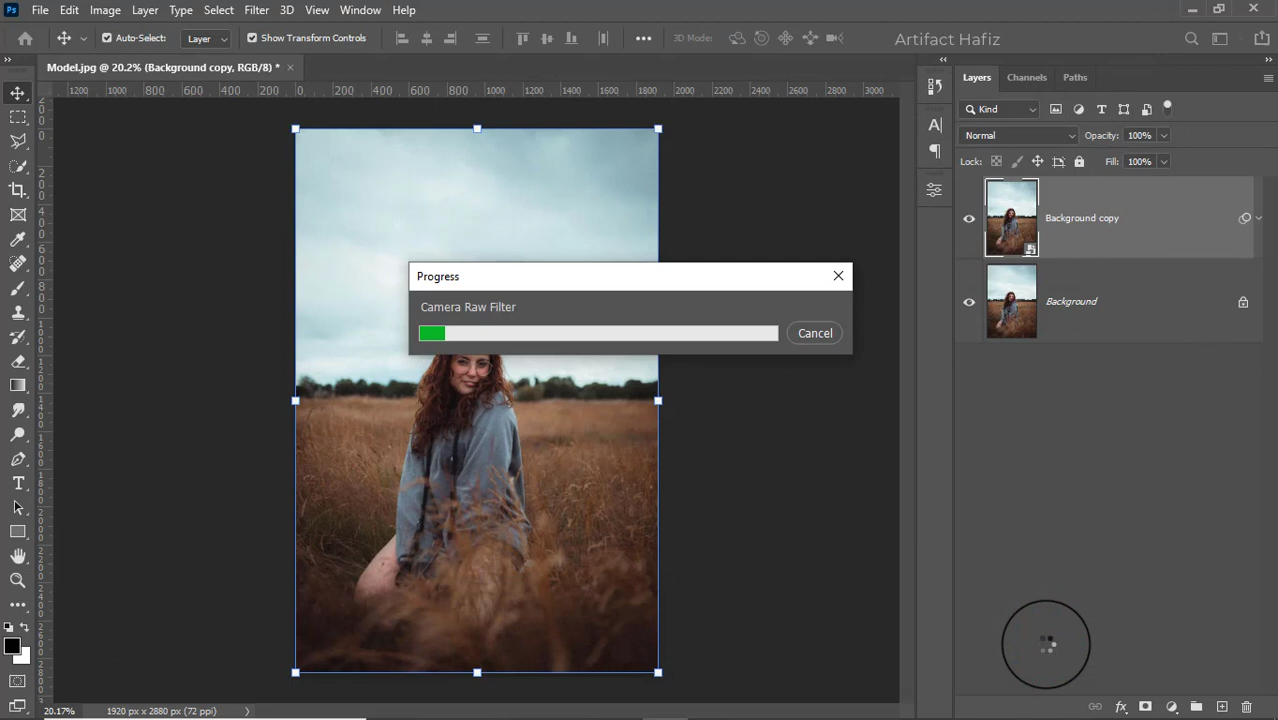 Ps File Edit Image Layer Type Select Filter 3D View Window Help
Auto-Select: Layer Show Transform Controls ••• 3D Mode: Artifact Hafiz
Model.jpg @ 20.2% (Background copy, RGB/8) * ×
1200 1000 800 600 400 200 0 200 400 600 800 1000 1200 1400 1600 1800 2000 2200 2400 2600 2800 3000
Layers Channels Paths
Kind
Normal Opacity: 100%
Lock: Fill: 100%
Background copy
Background
Progress
Camera Raw Filter
Cancel
20.17% 1920 px x 2880 px (72 ppi)